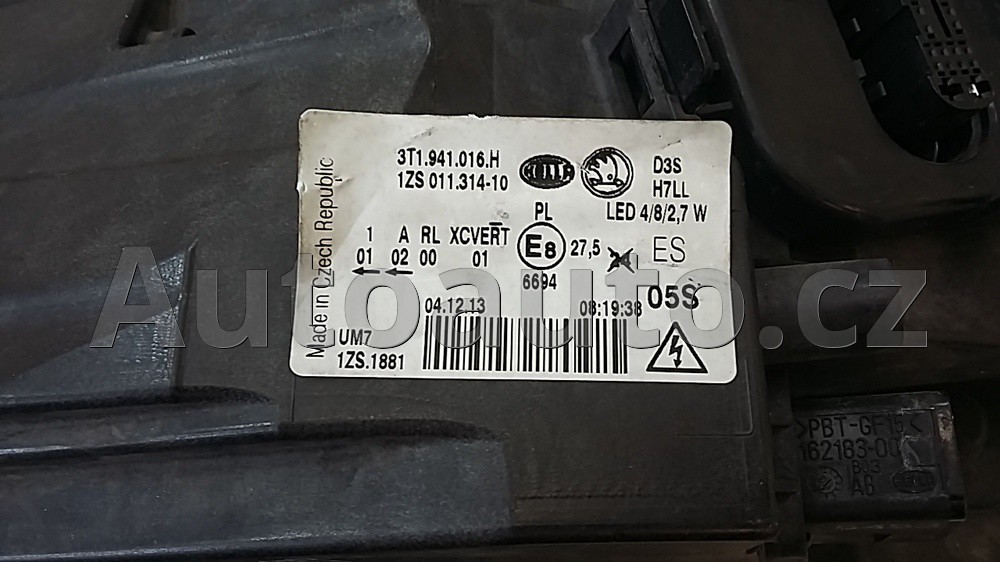 Made in Czech Republic
3T1.941.016.H
1ZS 011.314-10
HELLA
D3S
H7LL
LED 4/8/2,7 W
PL
1 A RL XCVERT
01 02 00 01
E8
27,5
ES
6694
04.12.13
08:19:38
05S
UM7
1ZS.1881
Autoauto.cz
>PBT-GF15<
162183-00
AG